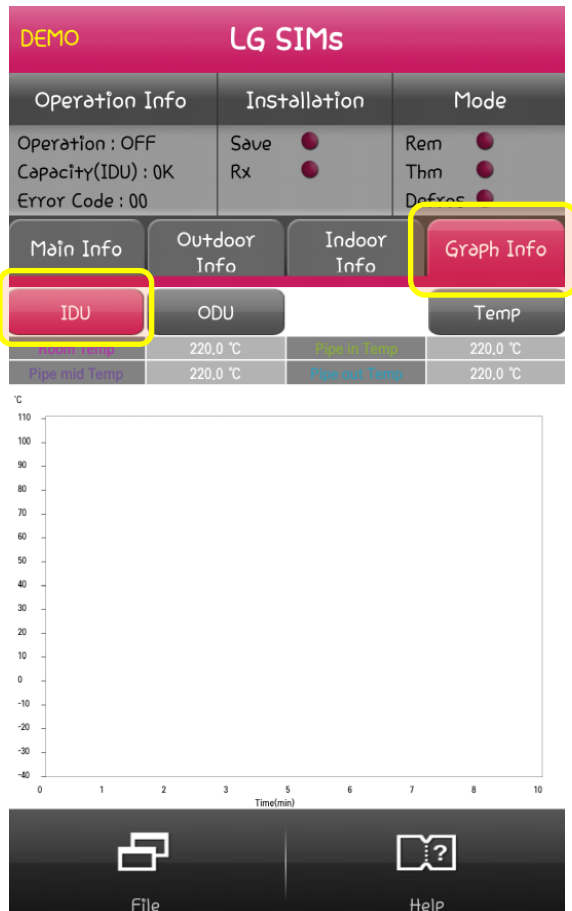 DEMO LG SIMs
Operation Info Installation Mode
Operation : OFF Save Rem
Capacity(IDU) : 0K Rx Thm
Error Code : 00 Defros
Main Info Outdoor Info Indoor Info Graph Info
IDU ODU Temp
Room Temp 220,0 ℃ Pipe in Temp 220,0 ℃
Pipe mid Temp 220,0 ℃ Pipe out Temp 220,0 ℃
℃
110
100
90
80
70
60
50
40
30
20
10
0
-10
-20
-30
-40
0 1 2 3 5 6 7 8 10
Time(min)
File Help